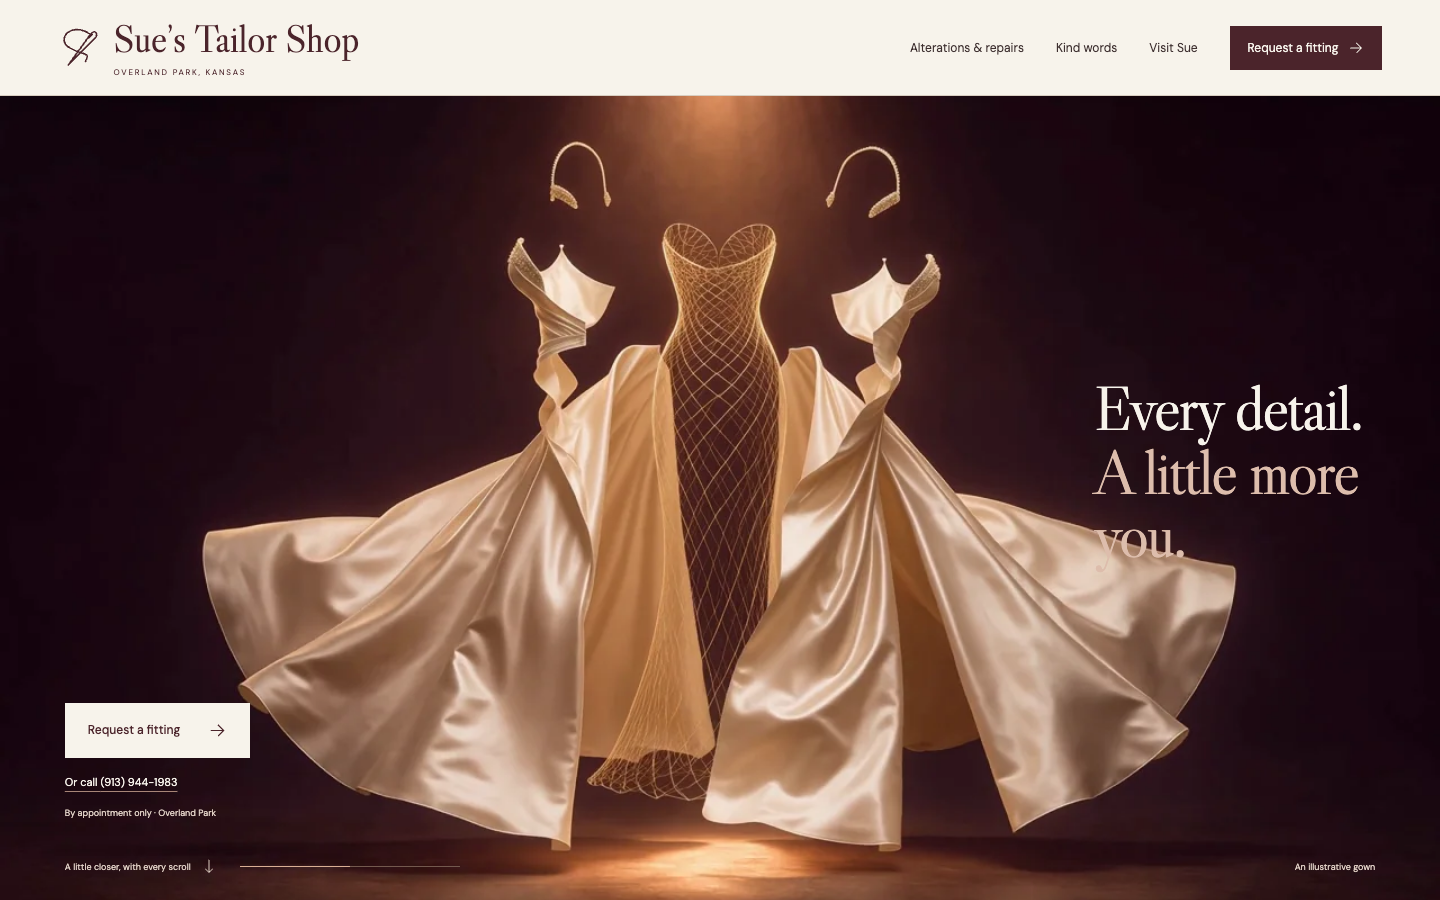 Sue's Tailor Shop
OVERLAND PARK, KANSAS
Alterations & repairs
Kind words
Visit Sue
Request a fitting
Every detail.
A little more
you.
Request a fitting
Or call (913) 944-1983
By appointment only · Overland Park
A little closer, with every scroll
An illustrative gown